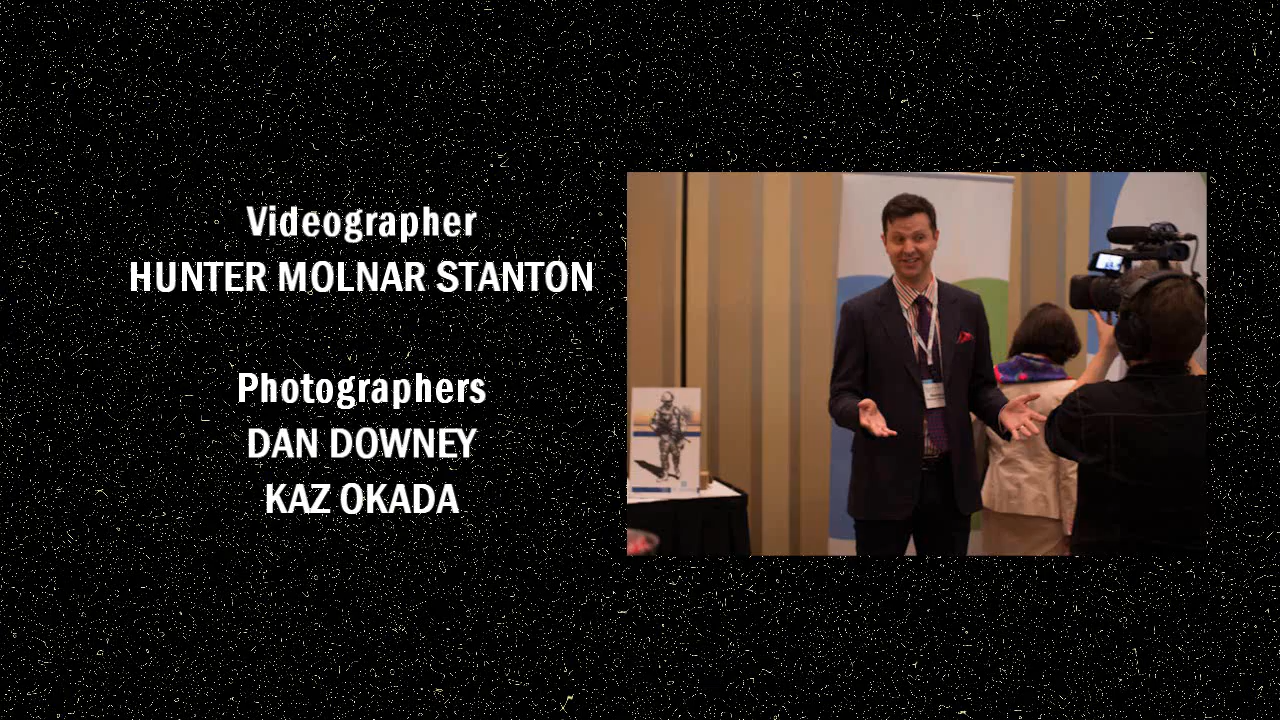 Videographer
HUNTER MOLNAR STANTON
Photographers
DAN DOWNEY
KAZ OKADA